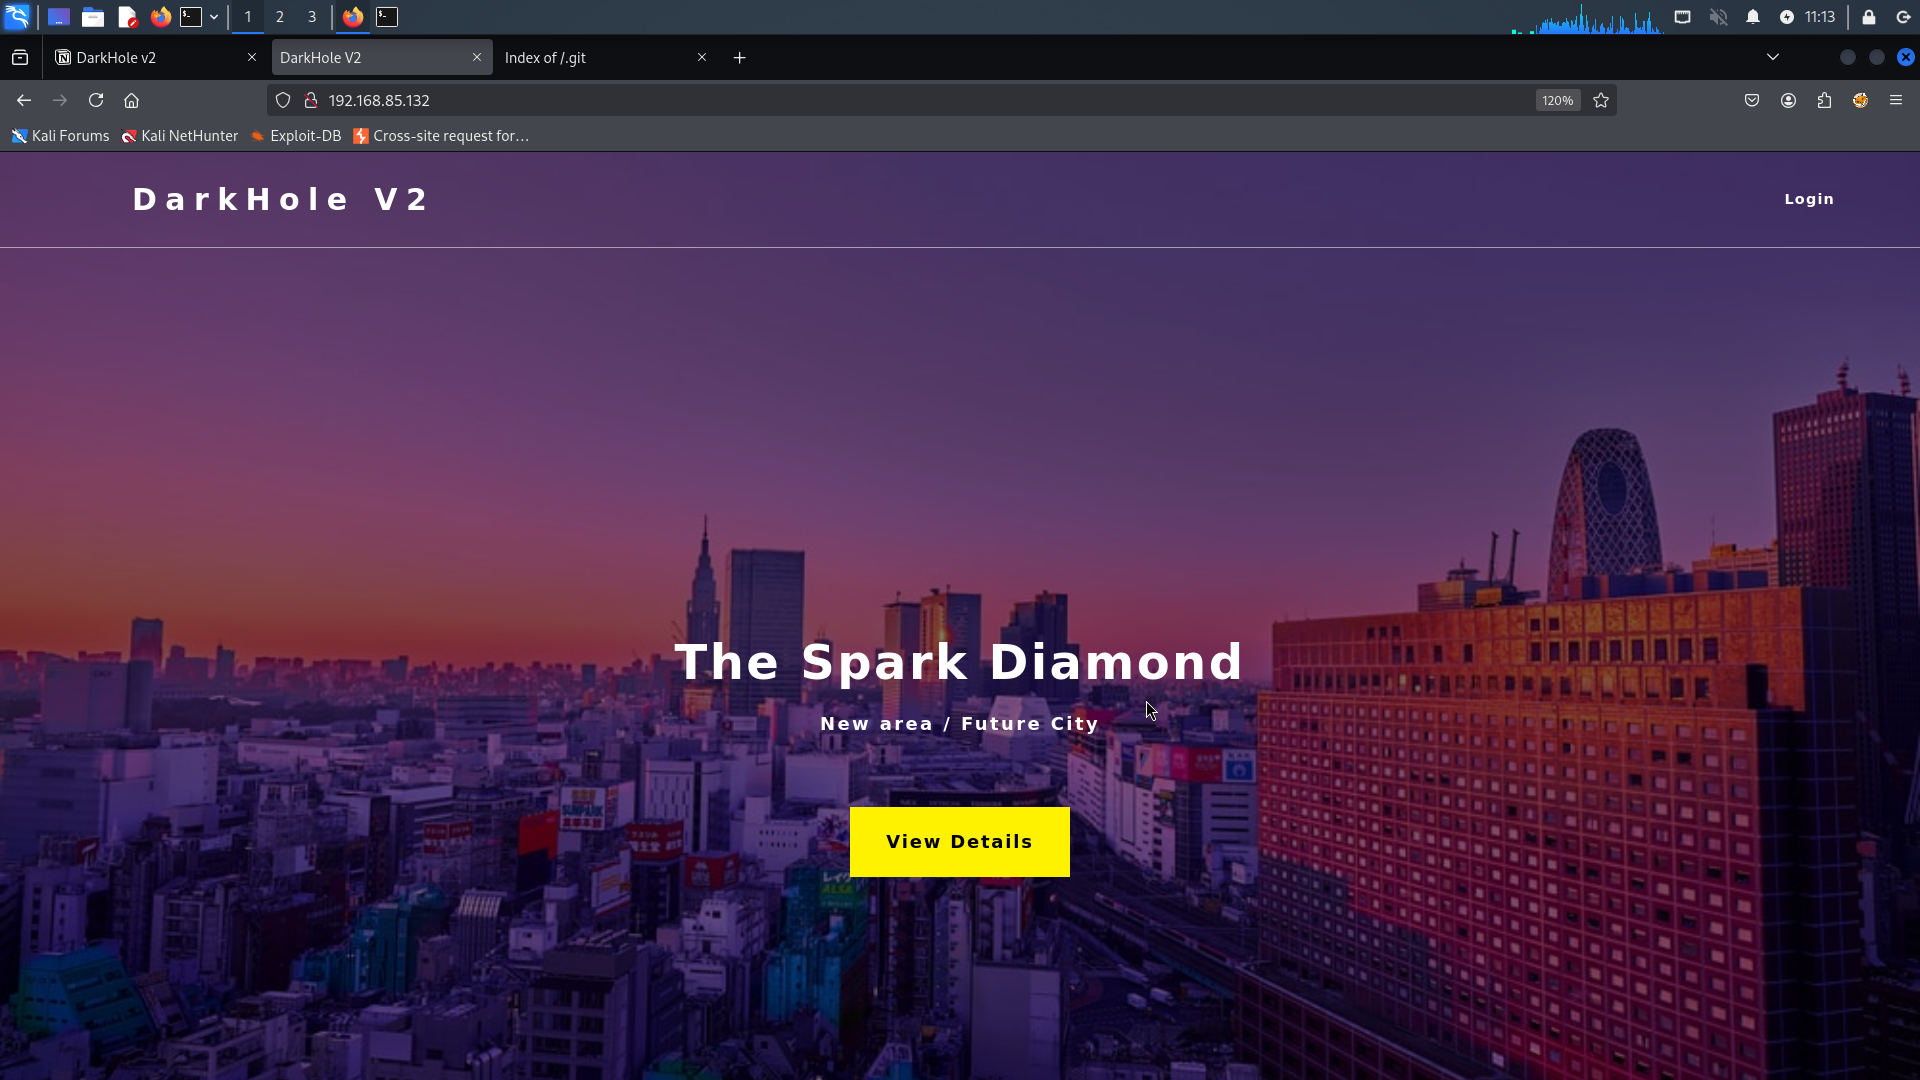 1 2 3 11:13
DarkHole v2 DarkHole V2 Index of /.git
192.168.85.132 120%
Kali Forums Kali NetHunter Exploit-DB Cross-site request for…
DarkHole V2 Login
The Spark Diamond
New area / Future City
View Details